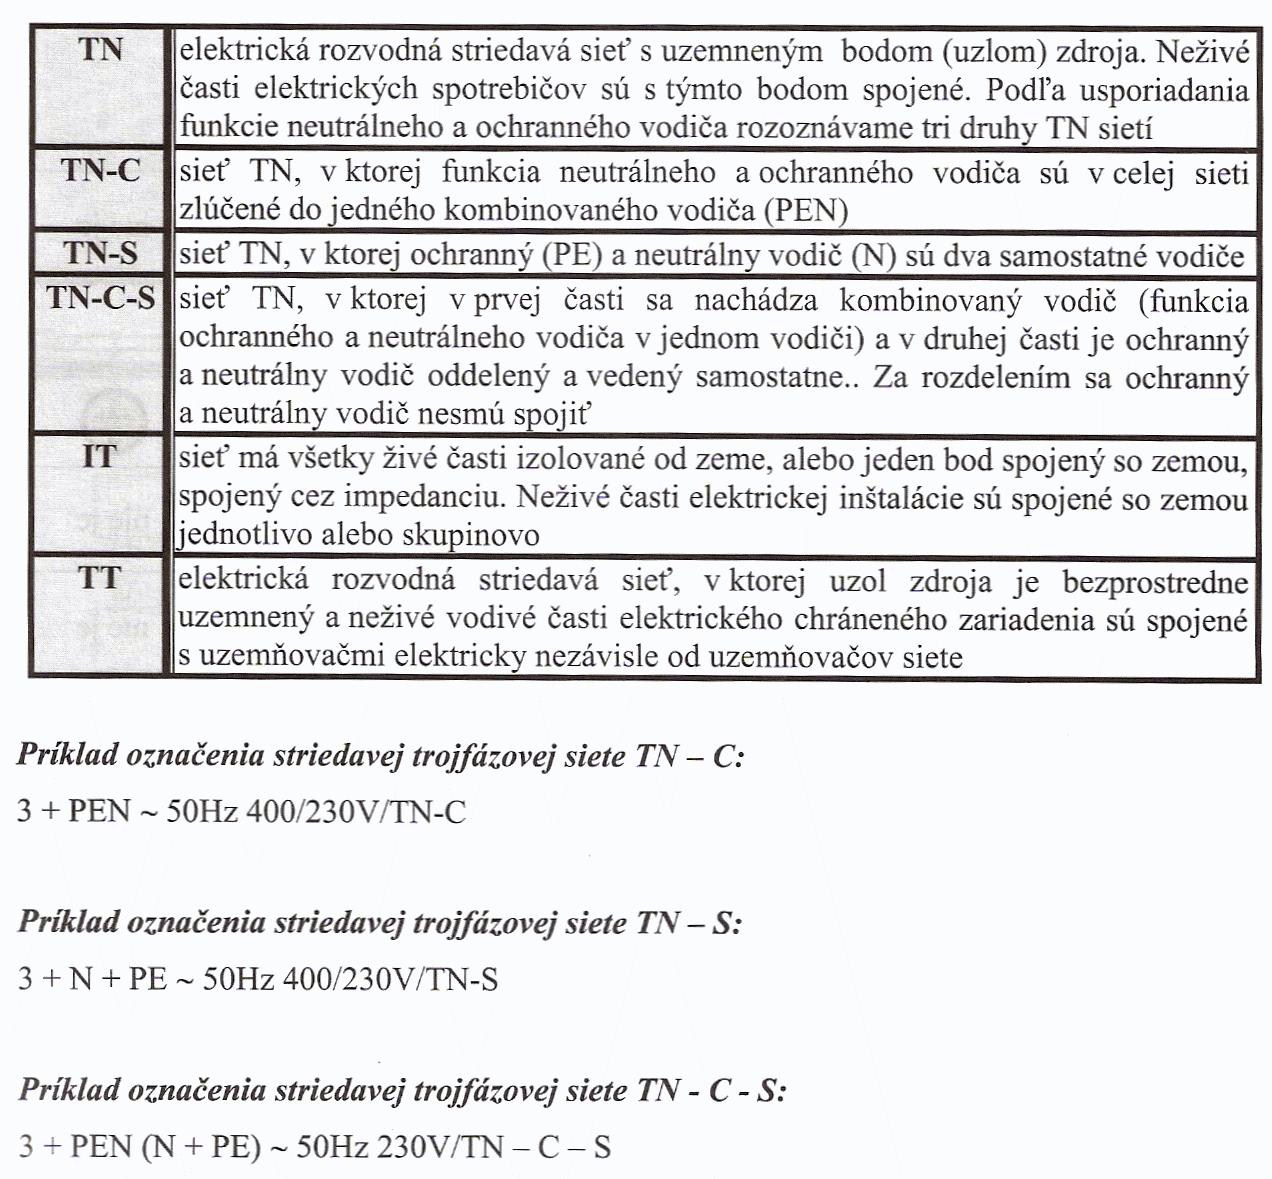 TN
elektrická rozvodná striedavá sieť s uzemneným bodom (uzlom) zdroja. Neživé
časti elektrických spotrebičov sú s týmto bodom spojené. Podľa usporiadania
funkcie neutrálneho a ochranného vodiča rozoznávame tri druhy TN sietí
TN-C
sieť TN, v ktorej funkcia neutrálneho a ochranného vodiča sú v celej sieti
zlúčené do jedného kombinovaného vodiča (PEN)
TN-S
sieť TN, v ktorej ochranný (PE) a neutrálny vodič (N) sú dva samostatné vodiče
TN-C-S
sieť TN, v ktorej v prvej časti sa nachádza kombinovaný vodič (funkcia
ochranného a neutrálneho vodiča v jednom vodiči) a v druhej časti je ochranný
a neutrálny vodič oddelený a vedený samostatne.. Za rozdelením sa ochranný
a neutrálny vodič nesmú spojiť
IT
sieť má všetky živé časti izolované od zeme, alebo jeden bod spojený so zemou,
spojený cez impedanciu. Neživé časti elektrickej inštalácie sú spojené so zemou
jednotlivo alebo skupinovo
TT
elektrická rozvodná striedavá sieť, v ktorej uzol zdroja je bezprostredne
uzemnený a neživé vodivé časti elektrického chráneného zariadenia sú spojené
s uzemňovačmi elektricky nezávisle od uzemňovačov siete
Príklad označenia striedavej trojfázovej siete TN – C:
3 + PEN ~ 50Hz 400/230V/TN-C
Príklad označenia striedavej trojfázovej siete TN – S:
3 + N + PE ~ 50Hz 400/230V/TN-S
Príklad označenia striedavej trojfázovej siete TN - C - S:
3 + PEN (N + PE) ~ 50Hz 230V/TN – C – S